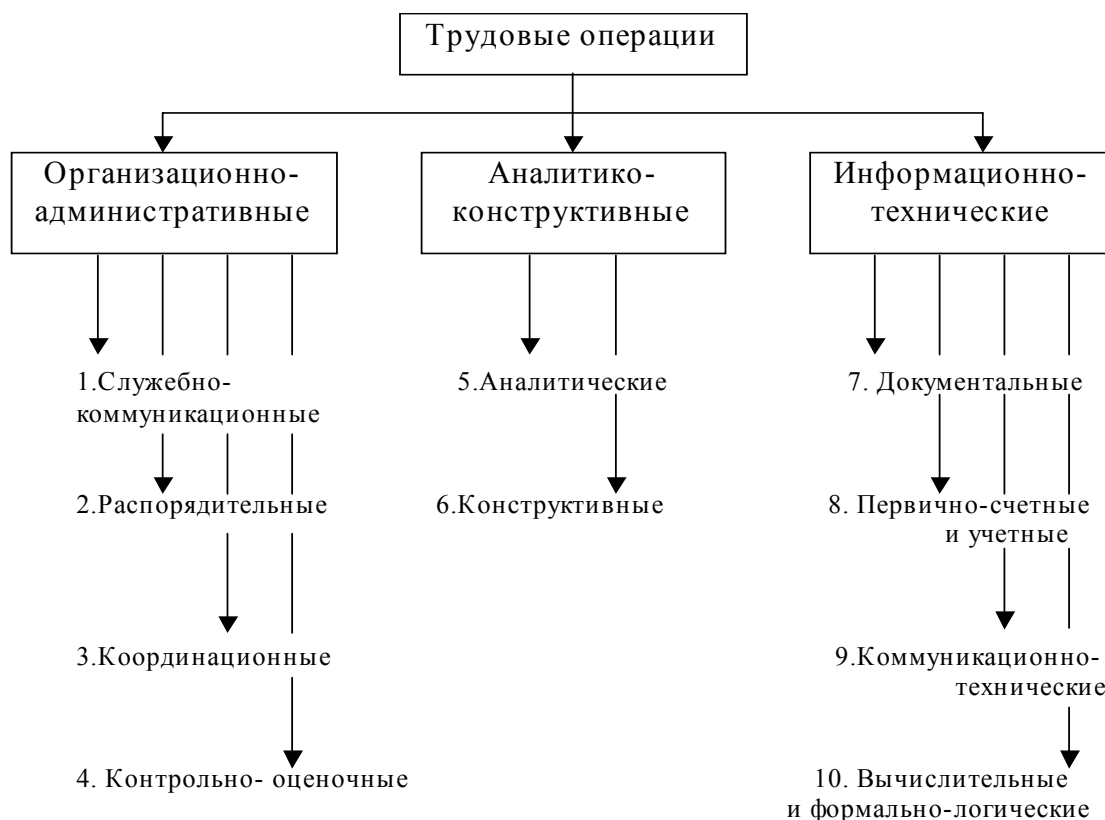 Трудовые операции
Организационно-
административные
Аналитико-
конструктивные
Информационно-
технические
1.Служебно-
коммуникационные
5.Аналитические
7. Документальные
2.Распорядительные
6.Конструктивные
8. Первично-счетные
и учетные
3.Координационные
9.Коммуникационно-
технические
4. Контрольно- оценочные
10. Вычислительные
и формально-логические